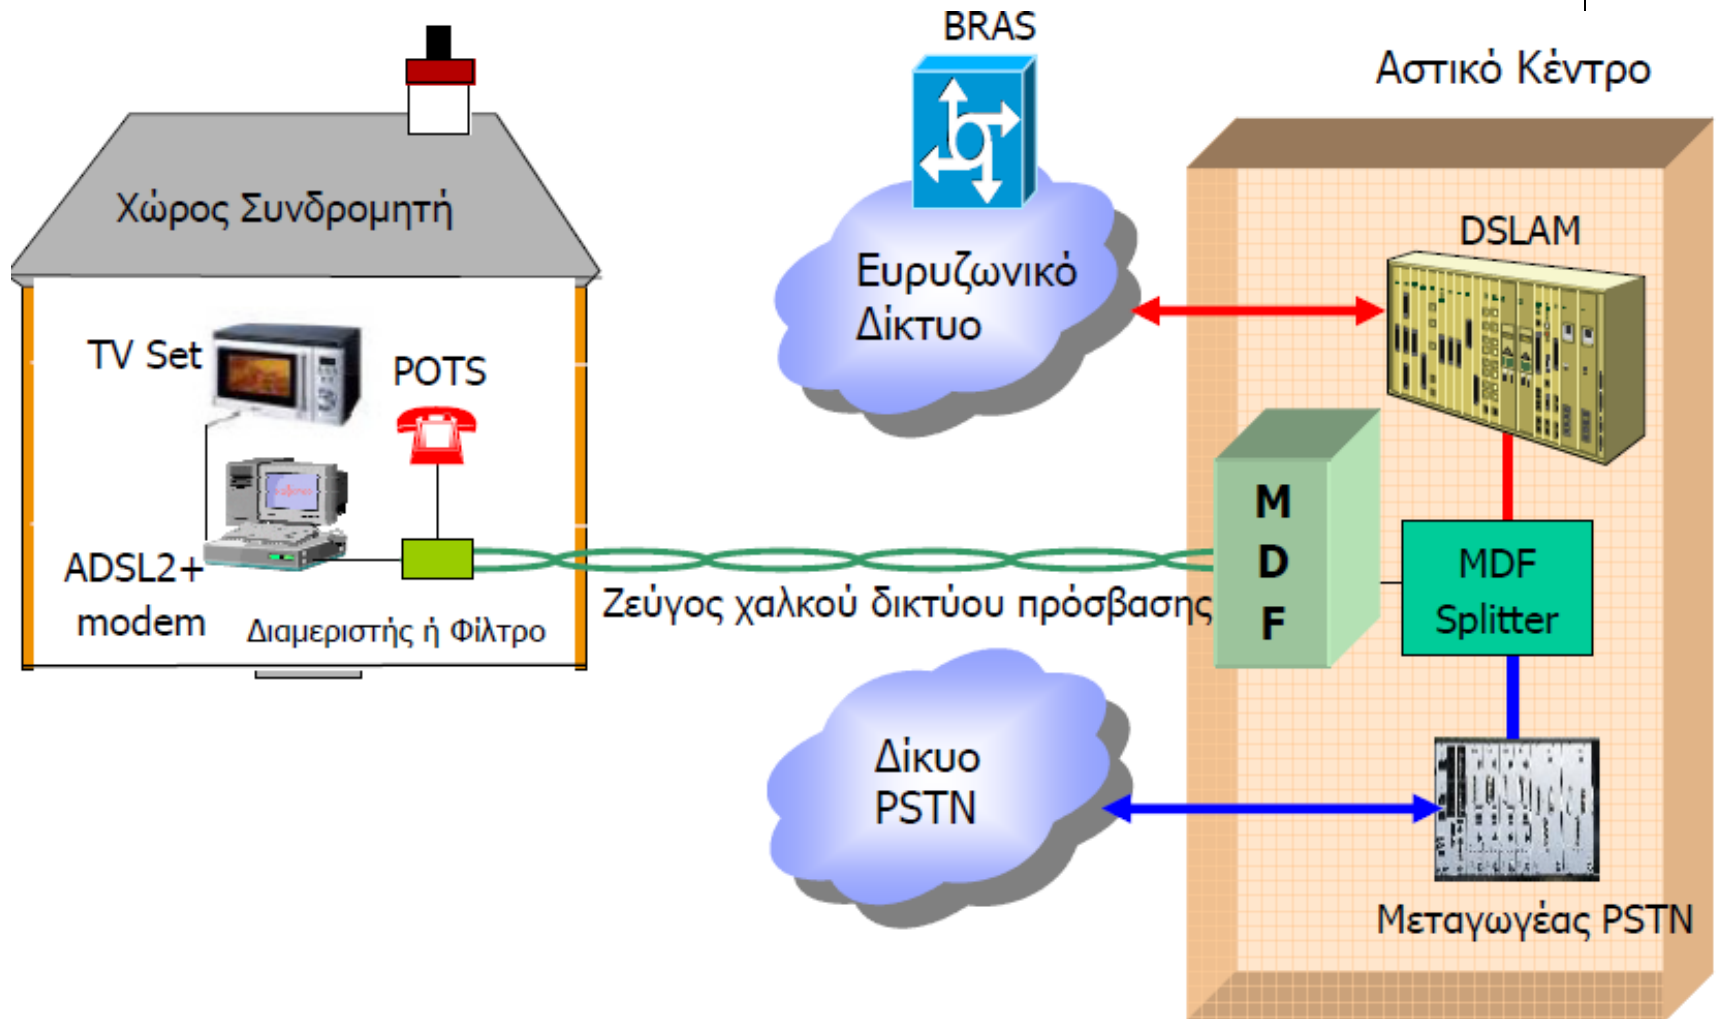 BRAS
Αστικό Κέντρο
Χώρος Συνδρομητή
DSLAM
Ευρυζωνικό
Δίκτυο
TV Set
POTS
M
D
F
MDF
Splitter
ADSL2+
modem
Διαμεριστής ή Φίλτρο
Ζεύγος χαλκού δικτύου πρόσβασης
Δίκυο
PSTN
Μεταγωγέας PSTN